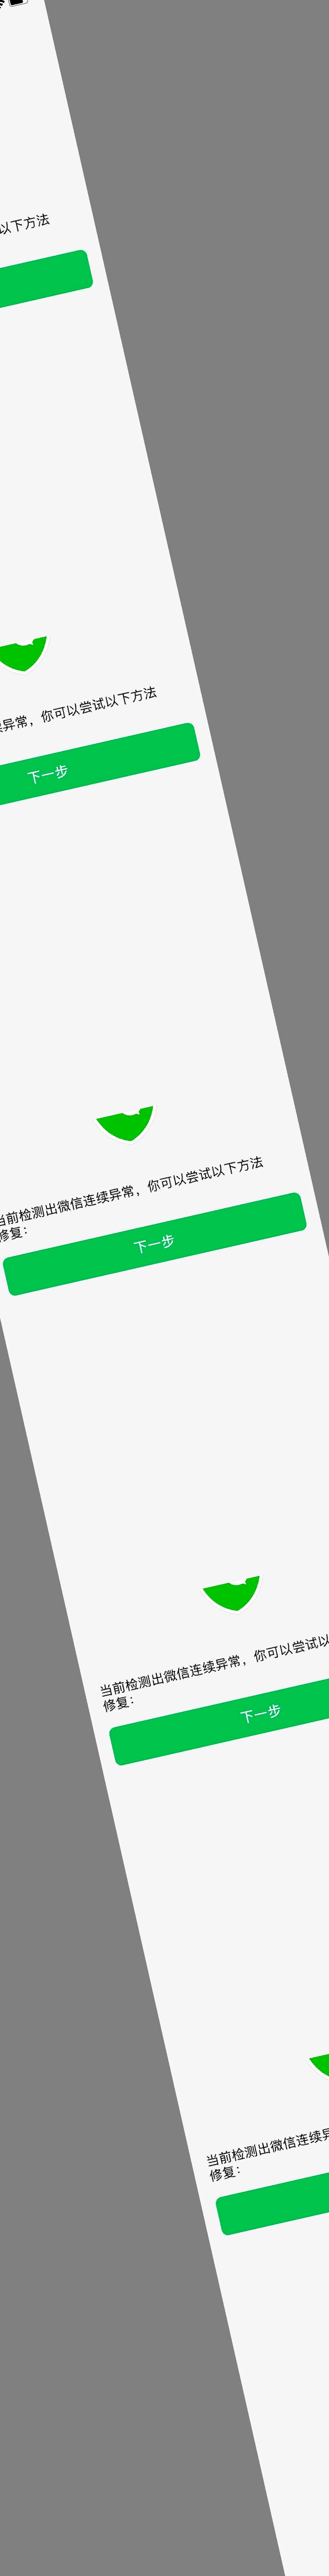 以下方法
异常，你可以尝试以下方法
下一步
当前检测出微信连续异常，你可以尝试以下方法
修复：
下一步
当前检测出微信连续异常，你可以尝试以
修复：
下一步
当前检测出微信连续异
修复：